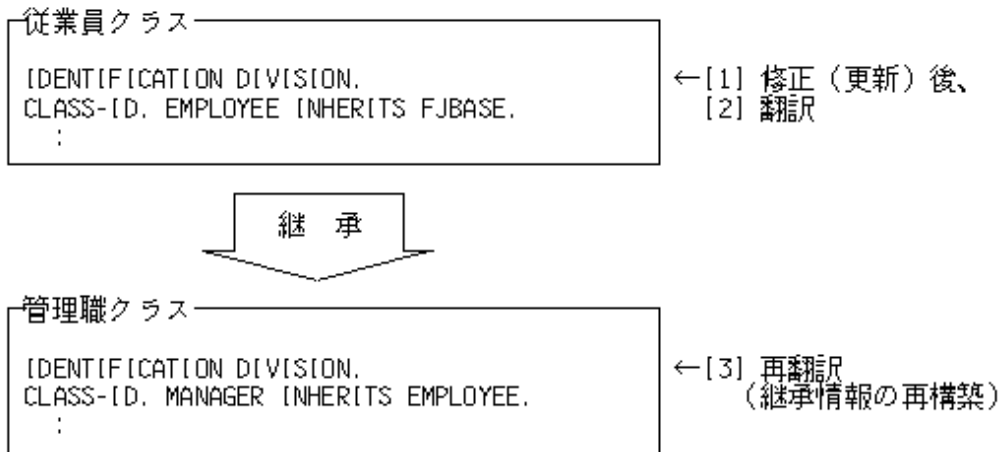 従業員クラス
IDENTIFICATION DIVISION.
CLASS-ID. EMPLOYEE INHERITS FJBASE.
:
←[1] 修正（更新）後、
[2] 翻訳
継 承
管理職クラス
IDENTIFICATION DIVISION.
CLASS-ID. MANAGER INHERITS EMPLOYEE.
:
←[3] 再翻訳
（継承情報の再構築）